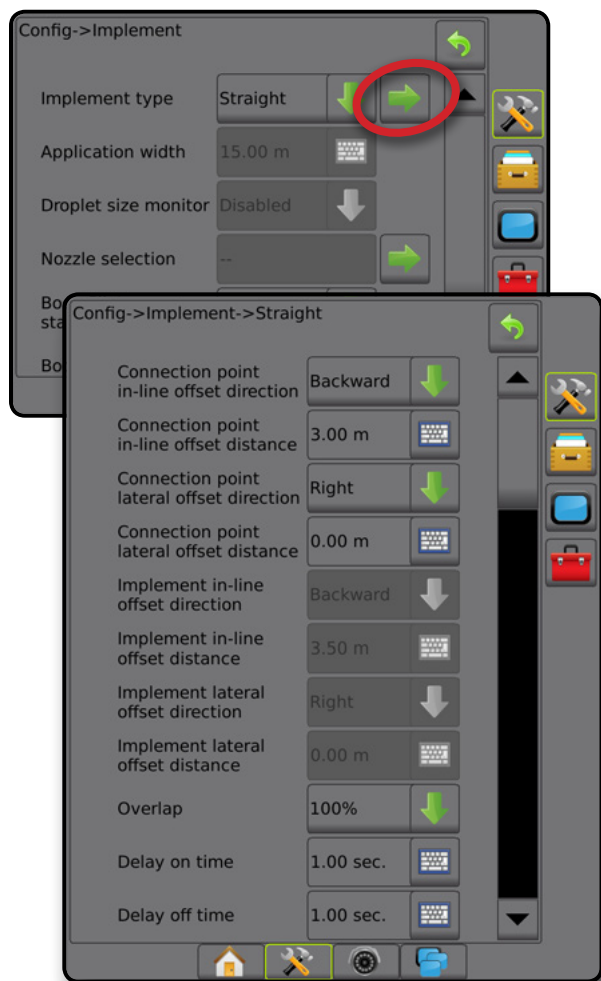 Config->Implement
Implement type
Straight
Application width
15.00 m
Droplet size monitor
Disabled
Nozzle selection
--
Bo
sta
Bo
Config->Implement->Straight
Connection point
in-line offset direction
Backward
Connection point
in-line offset distance
3.00 m
Connection point
lateral offset direction
Right
Connection point
lateral offset distance
0.00 m
Implement in-line
offset direction
Backward
Implement in-line
offset distance
3.50 m
Implement lateral
offset direction
Right
Implement lateral
offset distance
0.00 m
Overlap
100%
Delay on time
1.00 sec.
Delay off time
1.00 sec.